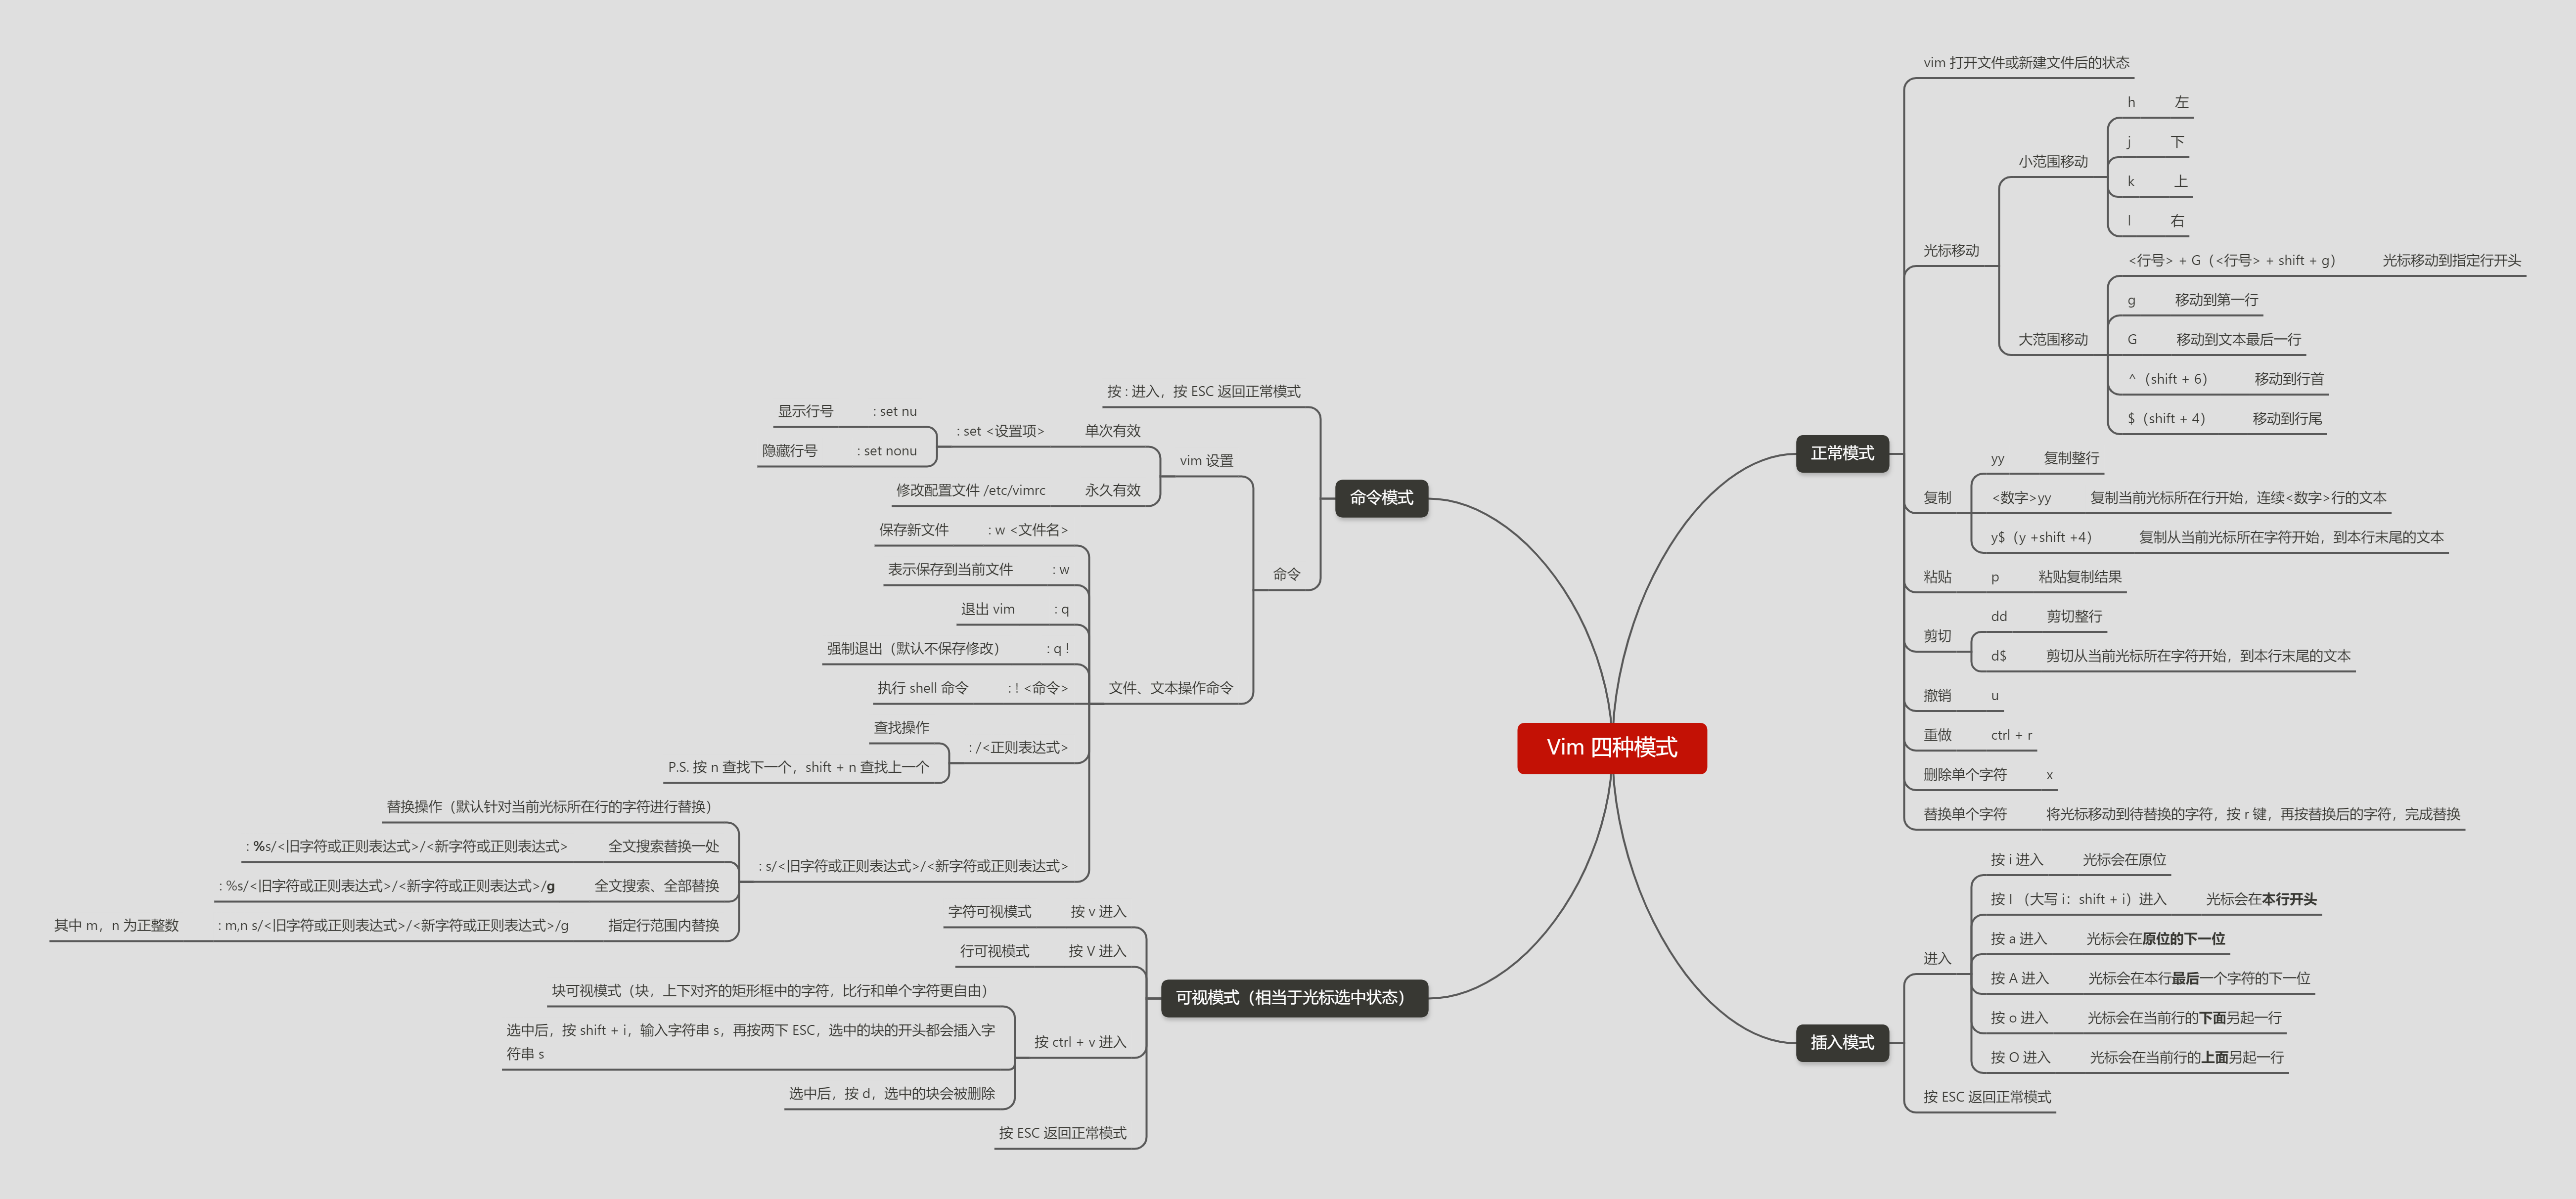 Vim 四种模式
正常模式
vim 打开文件或新建文件后的状态
光标移动
小范围移动
h 左
j 下
k 上
l 右
大范围移动
<行号> + G（<行号> + shift + g） 光标移动到指定行开头
g 移动到第一行
G 移动到文本最后一行
^（shift + 6） 移动到行首
$（shift + 4） 移动到行尾
复制
yy 复制整行
<数字>yy 复制当前光标所在行开始，连续<数字>行的文本
y$（y +shift +4） 复制从当前光标所在字符开始，到本行末尾的文本
粘贴 p 粘贴复制结果
剪切
dd 剪切整行
d$ 剪切从当前光标所在字符开始，到本行末尾的文本
撤销 u
重做 ctrl + r
删除单个字符 x
替换单个字符 将光标移动到待替换的字符，按 r 键，再按替换后的字符，完成替换
插入模式
进入
按 i 进入 光标会在原位
按 I （大写 i：shift + i）进入 光标会在本行开头
按 a 进入 光标会在原位的下一位
按 A 进入 光标会在本行最后一个字符的下一位
按 o 进入 光标会在当前行的下面另起一行
按 O 进入 光标会在当前行的上面另起一行
按 ESC 返回正常模式
命令模式
按 : 进入，按 ESC 返回正常模式
命令
vim 设置
: set <设置项> 单次有效
显示行号 : set nu
隐藏行号 : set nonu
修改配置文件 /etc/vimrc 永久有效
文件、文本操作命令
保存新文件 : w <文件名>
表示保存到当前文件 : w
退出 vim : q
强制退出（默认不保存修改） : q !
执行 shell 命令 : ! <命令>
: /<正则表达式>
查找操作
P.S. 按 n 查找下一个，shift + n 查找上一个
: s/<旧字符或正则表达式>/<新字符或正则表达式>
替换操作（默认针对当前光标所在行的字符进行替换）
: %s/<旧字符或正则表达式>/<新字符或正则表达式> 全文搜索替换一处
: %s/<旧字符或正则表达式>/<新字符或正则表达式>/g 全文搜索、全部替换
其中 m，n 为正整数 : m,n s/<旧字符或正则表达式>/<新字符或正则表达式>/g 指定行范围内替换
可视模式（相当于光标选中状态）
字符可视模式 按 v 进入
行可视模式 按 V 进入
按 ctrl + v 进入
块可视模式（块，上下对齐的矩形框中的字符，比行和单个字符更自由）
选中后，按 shift + i，输入字符串 s，再按两下 ESC，选中的块的开头都会插入字
符串 s
选中后，按 d，选中的块会被删除
按 ESC 返回正常模式